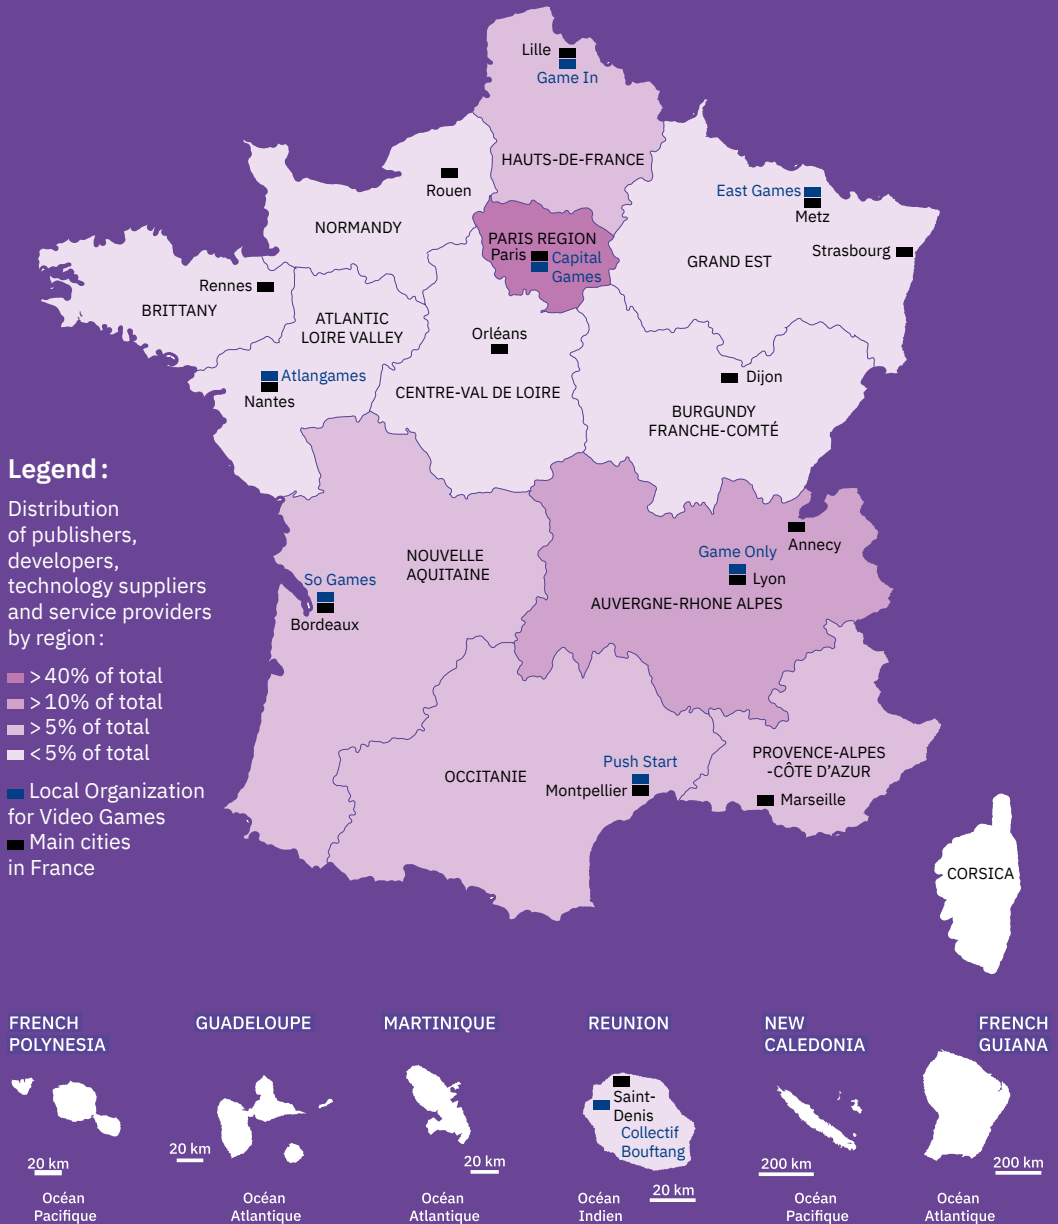 Lille
Game In
HAUTS-DE-FRANCE
Rouen
NORMANDY
East Games
Metz
Strasbourg
GRAND EST
PARIS REGION
Paris
Capital
Games
Rennes
BRITTANY
ATLANTIC
LOIRE VALLEY
Orléans
Atlangames
Nantes
CENTRE-VAL DE LOIRE
Dijon
BURGUNDY
FRANCHE-COMTÉ
Legend :
Distribution
of publishers,
developers,
technology suppliers
and service providers
by region :
> 40% of total
> 10% of total
> 5% of total
< 5% of total
Local Organization
for Video Games
Main cities
in France
NOUVELLE
AQUITAINE
So Games
Bordeaux
Annecy
Game Only
Lyon
AUVERGNE-RHONE ALPES
OCCITANIE
Push Start
Montpellier
PROVENCE-ALPES
-CÔTE D'AZUR
Marseille
CORSICA
FRENCH
POLYNESIA
20 km
Océan
Pacifique
GUADELOUPE
20 km
Océan
Atlantique
MARTINIQUE
20 km
Océan
Atlantique
REUNION
Saint-
Denis
Collectif
Bouftang
20 km
Océan
Indien
NEW
CALEDONIA
200 km
Océan
Pacifique
FRENCH
GUIANA
200 km
Océan
Atlantique